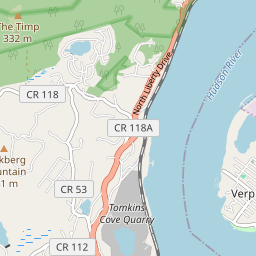 The Timp
332 m
Hudson River
North Liberty Drive
CR 118
CR 118A
CR 53
Tomkins
Cove Quarry
CR 112